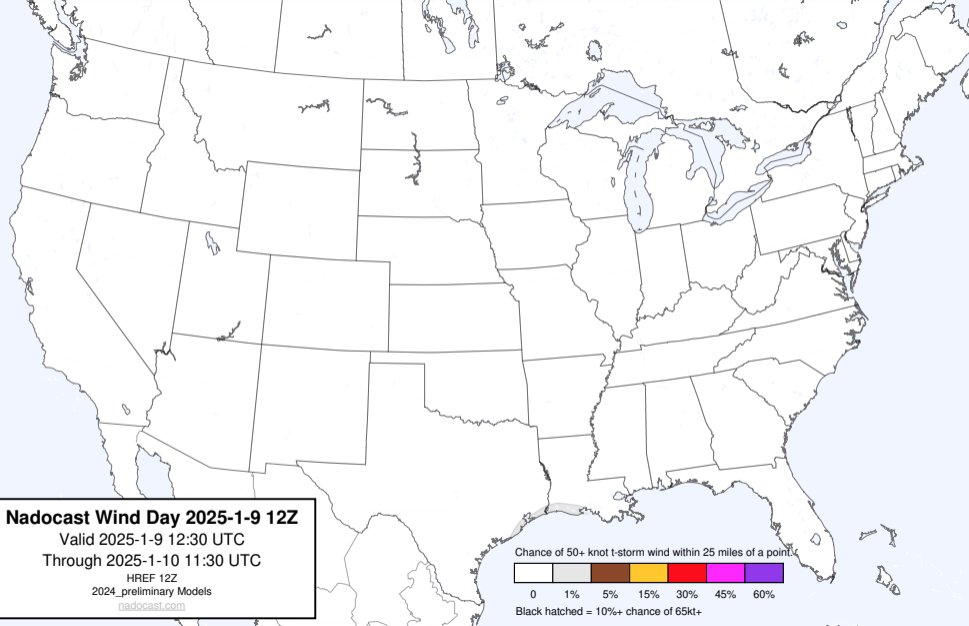 Nadocast Wind Day 2025-1-9 12Z
Valid 2025-1-9 12:30 UTC
Through 2025-1-10 11:30 UTC
HREF 12Z
2024_preliminary Models
nadocast.com
Chance of 50+ knot t-storm wind within 25 miles of a point.
0 1% 5% 15% 30% 45% 60%
Black hatched = 10%+ chance of 65kt+